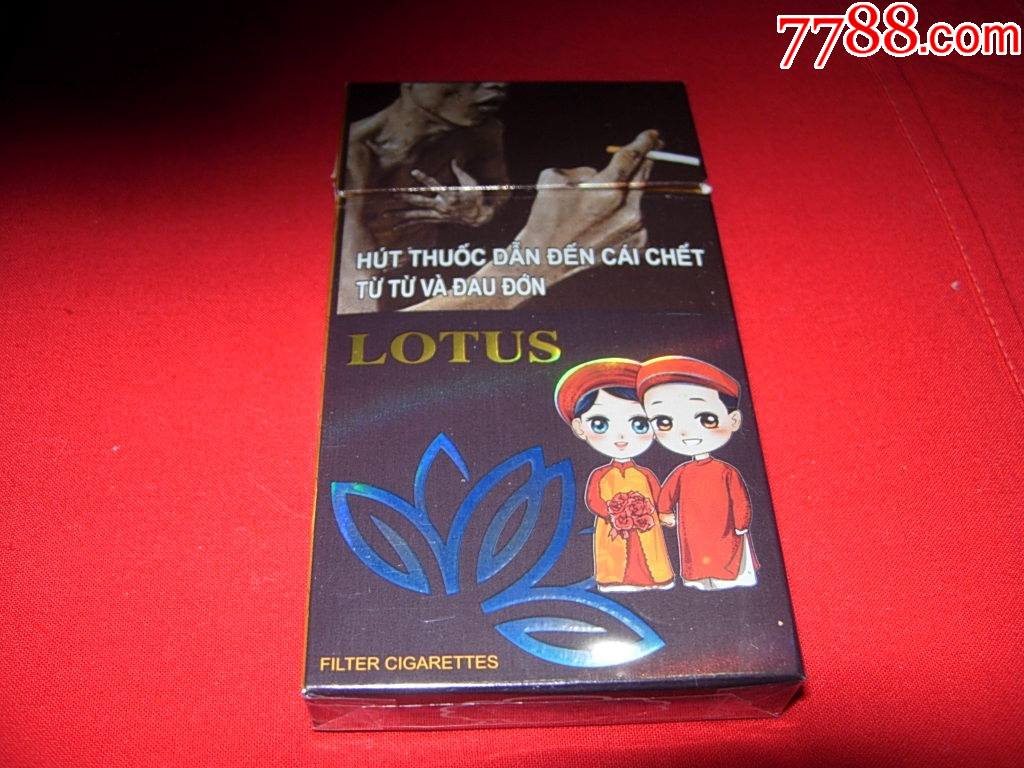 7788.com
HÚT THUỐC DẪN ĐẾN CÁI CHẾT
TỪ TỪ VÀ ĐAU ĐỚN
LOTUS
FILTER CIGARETTES